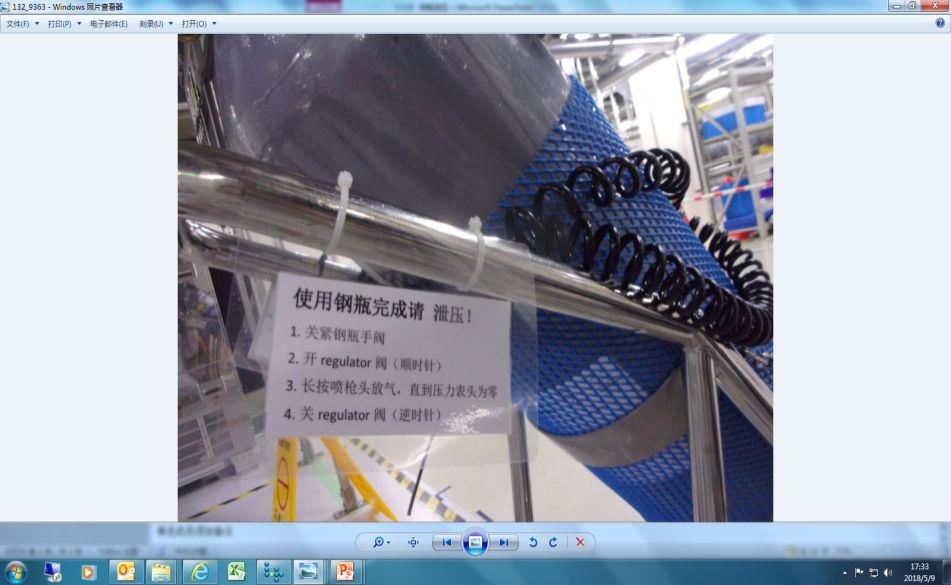 132_9363 - Windows 照片查看器
文件(F) 打印(P) 电子邮件(E) 刻录(U) 打开(O)
使用钢瓶完成请 泄压！
1. 关紧钢瓶手阀
2. 开 regulator 阀（顺时针）
3. 长按喷枪头放气，直到压力表头为零
4. 关 regulator 阀（逆时针）
17:33
2018/5/9